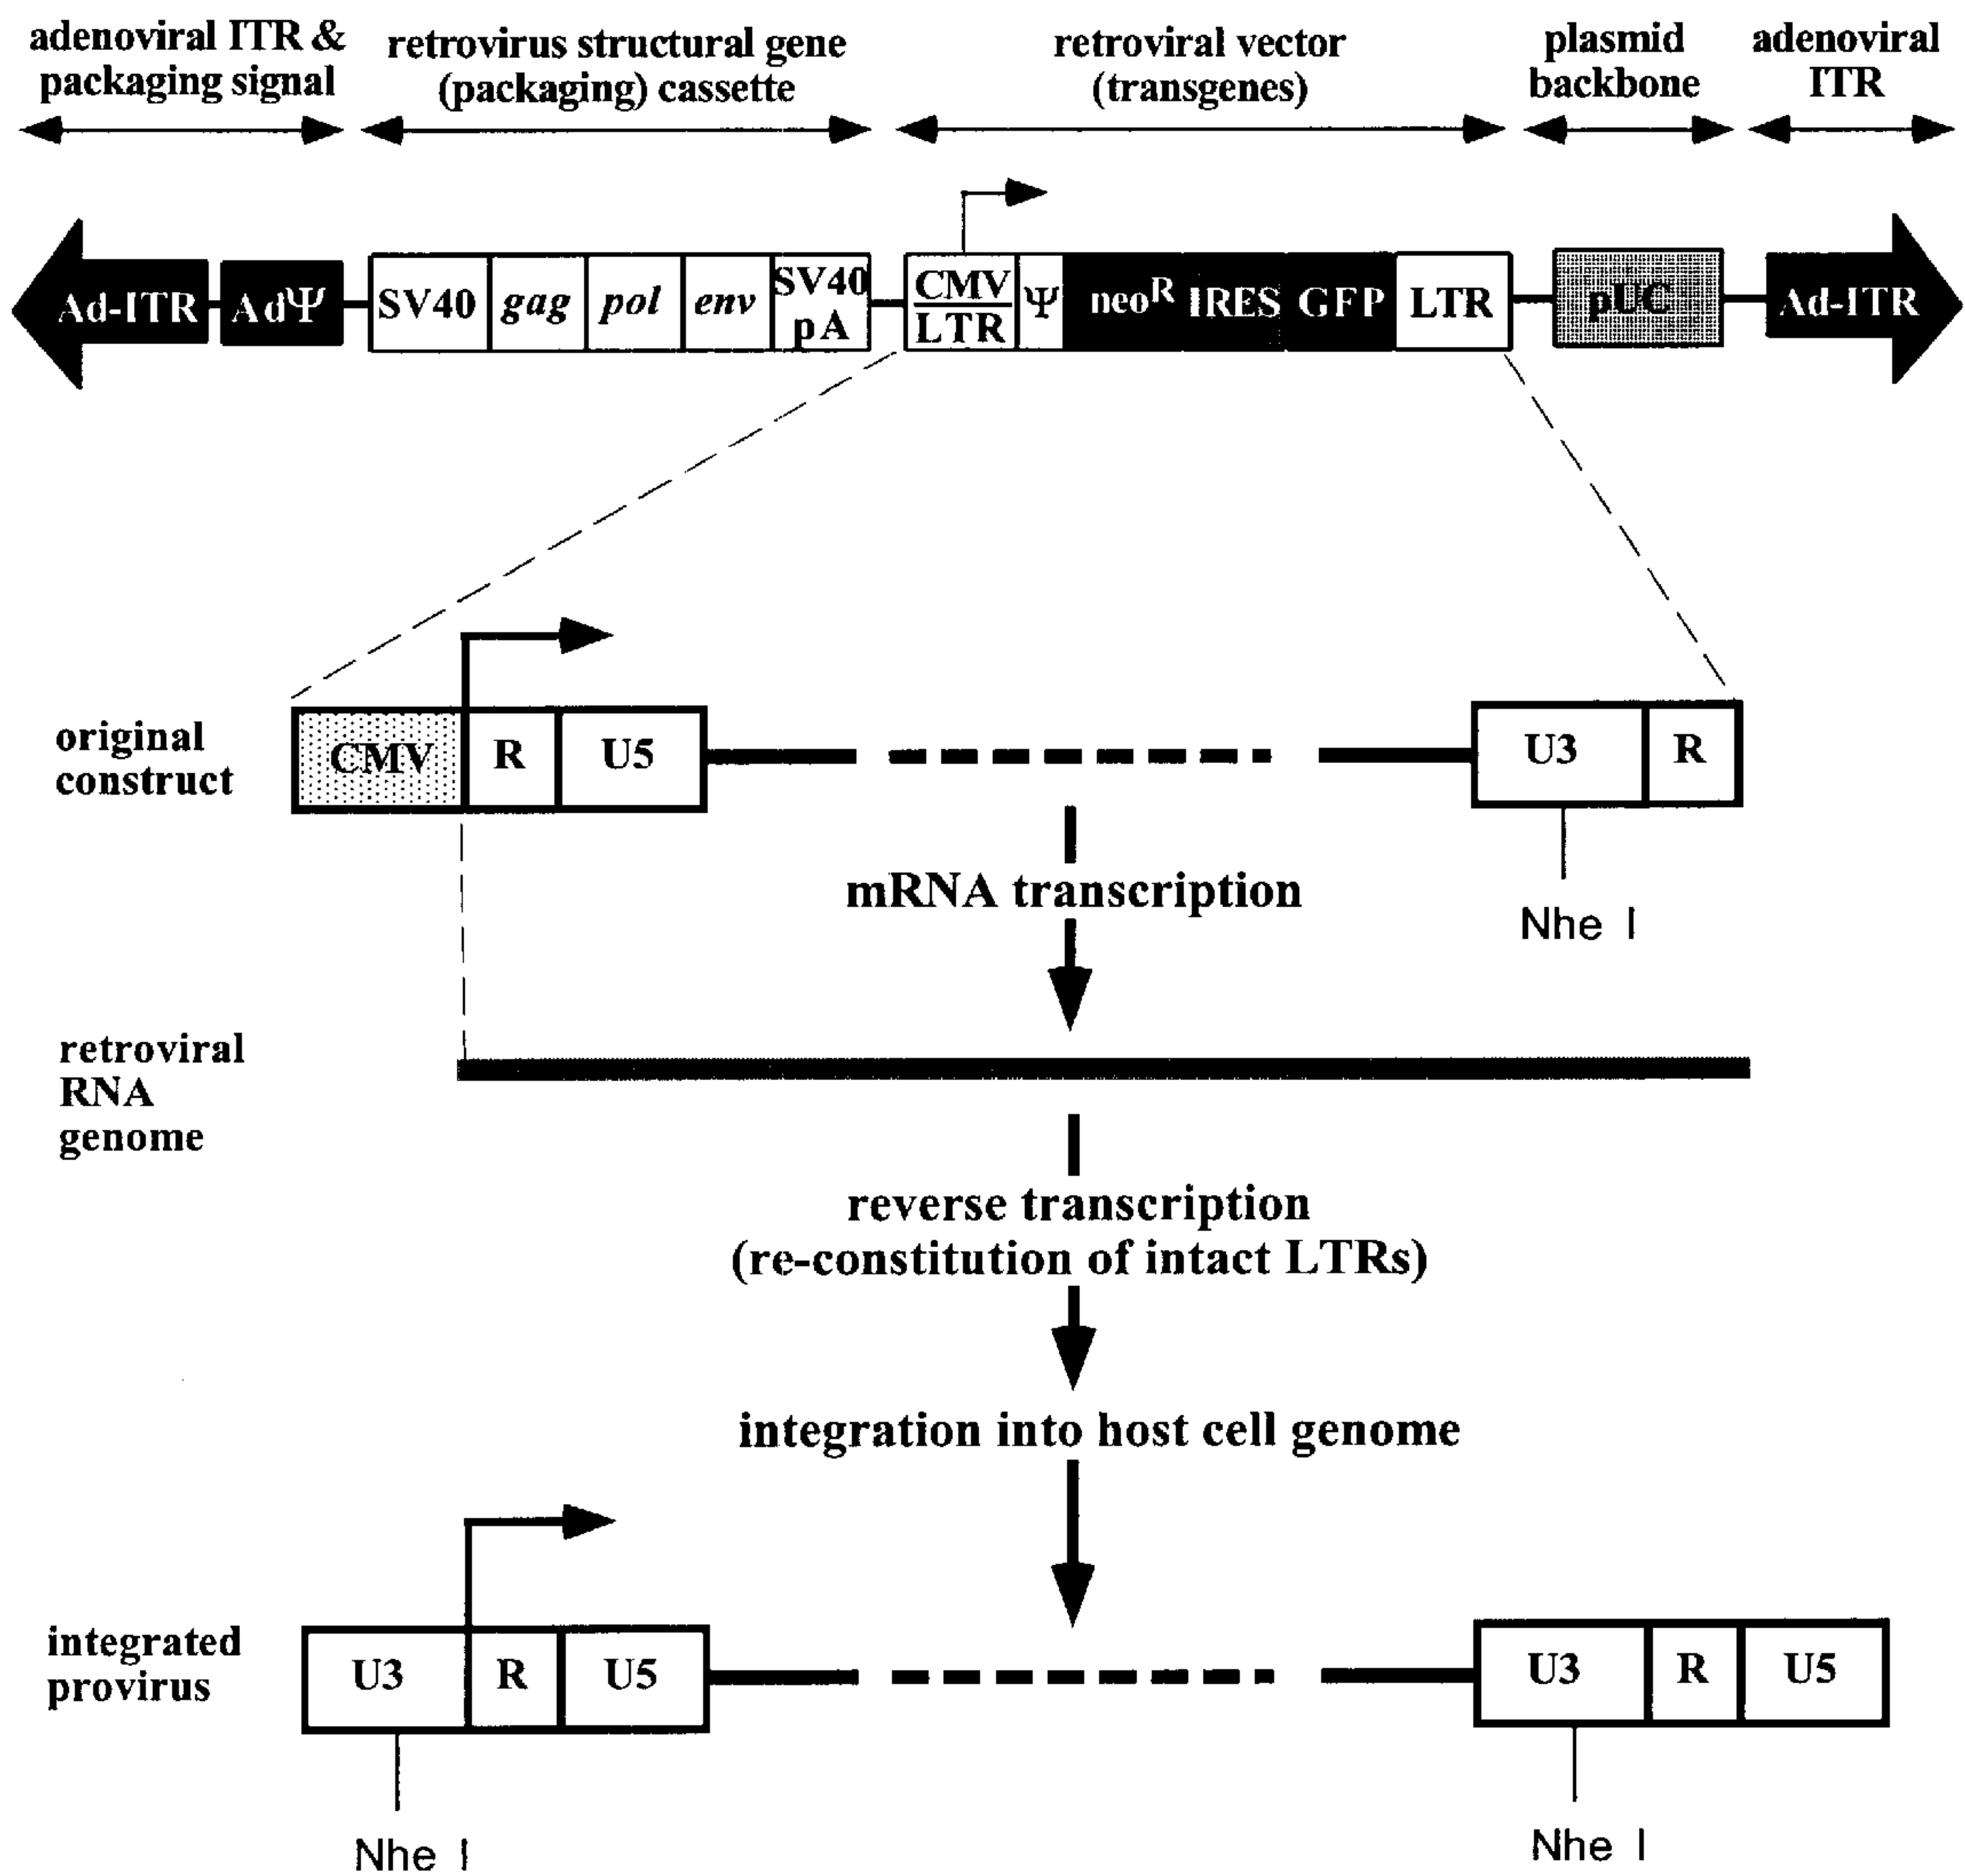 adenoviral ITR &
packaging signal
retrovirus structural gene
(packaging) cassette
retroviral vector
(transgenes)
plasmid
backbone
adenoviral
ITR
Ad-ITR
AdΨ
SV40
gag
pol
env
SV40
pA
CMV
LTR
Ψ
neoR
IRES
GFP
LTR
pUC
Ad-ITR
original
construct
CMV
R
U5
U3
R
Nhe I
mRNA transcription
retroviral
RNA
genome
reverse transcription
(re-constitution of intact LTRs)
integration into host cell genome
integrated
provirus
U3
R
U5
U3
R
U5
Nhe I
Nhe I